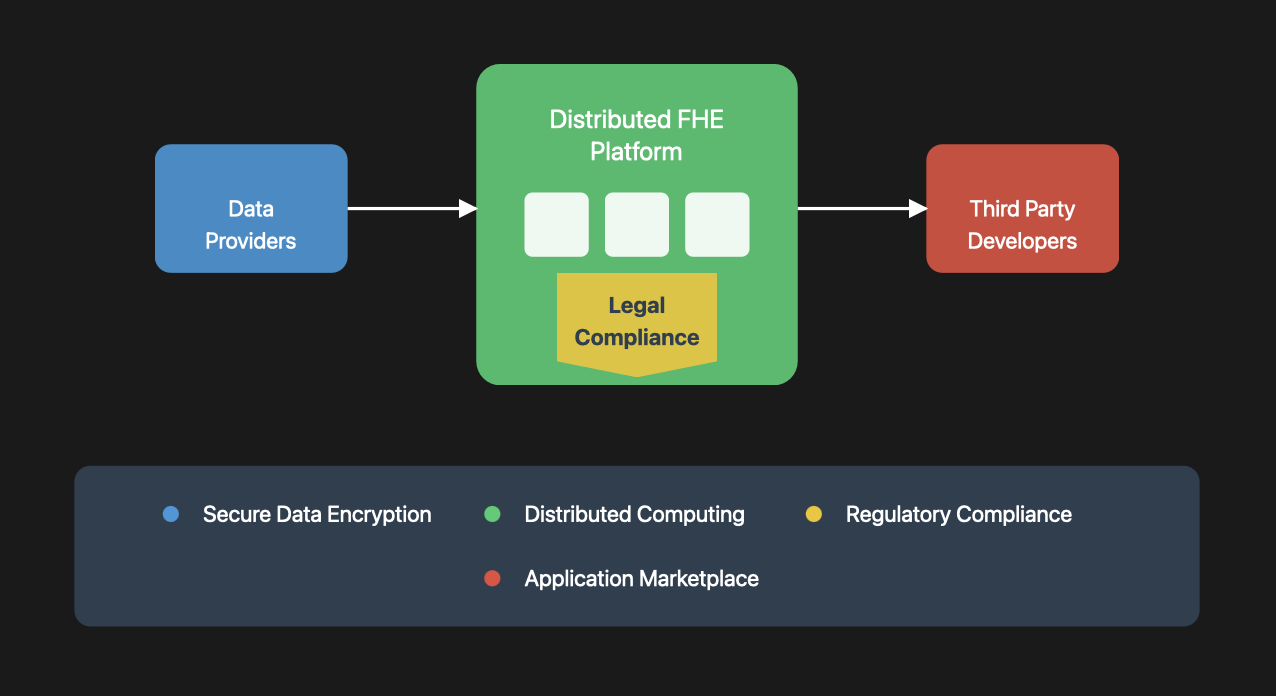 Distributed FHE
Platform
Data
Providers
Third Party
Developers
Legal
Compliance
Secure Data Encryption
Distributed Computing
Regulatory Compliance
Application Marketplace